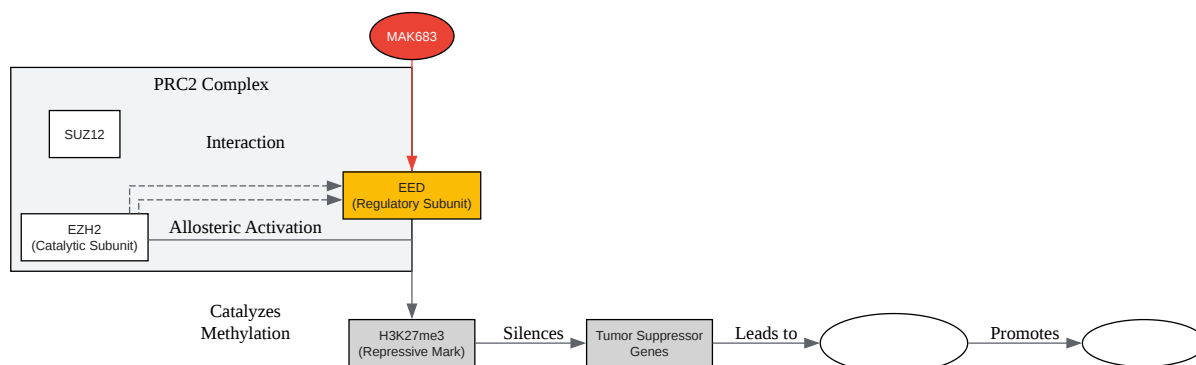 MAK683
PRC2 Complex
SUZ12
Interaction
EED
(Regulatory Subunit)
EZH2
(Catalytic Subunit)
Allosteric Activation
Catalyzes
Methylation
H3K27me3
(Repressive Mark)
Silences
Tumor Suppressor
Genes
Leads to
Promotes